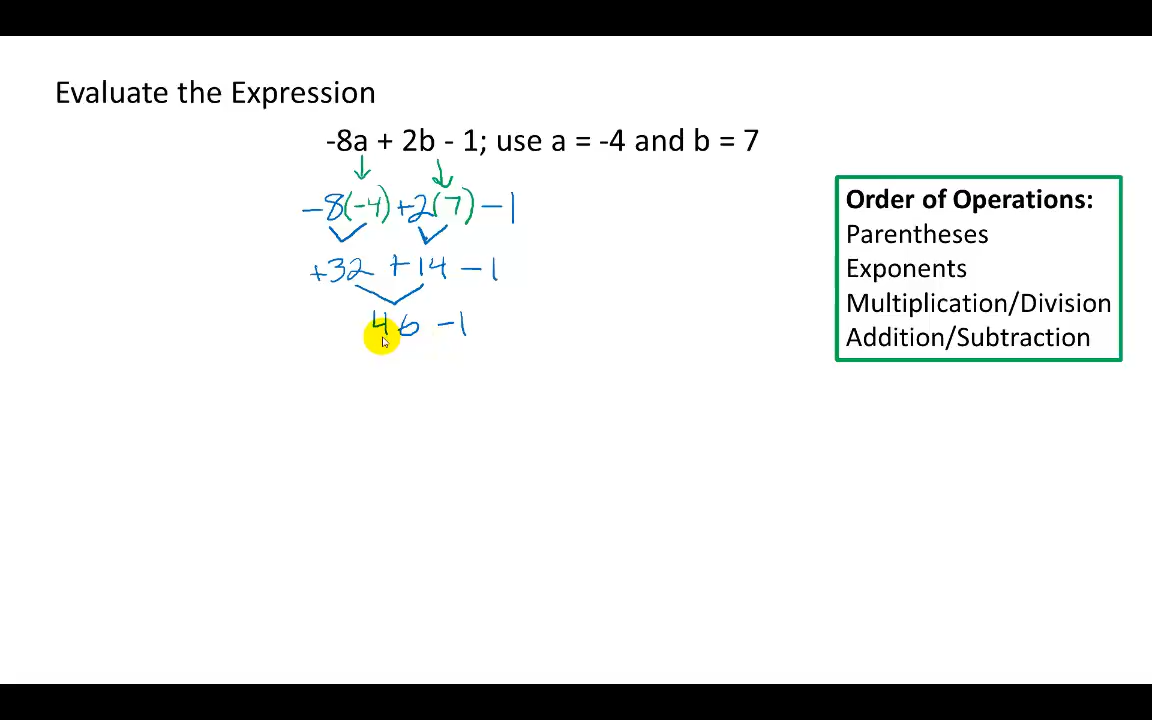 Evaluate the Expression
-8a + 2b - 1; use a = -4 and b = 7
-8(-4) +2(7) -1
+32 +14 -1
46 -1
Order of Operations:
Parentheses
Exponents
Multiplication/Division
Addition/Subtraction